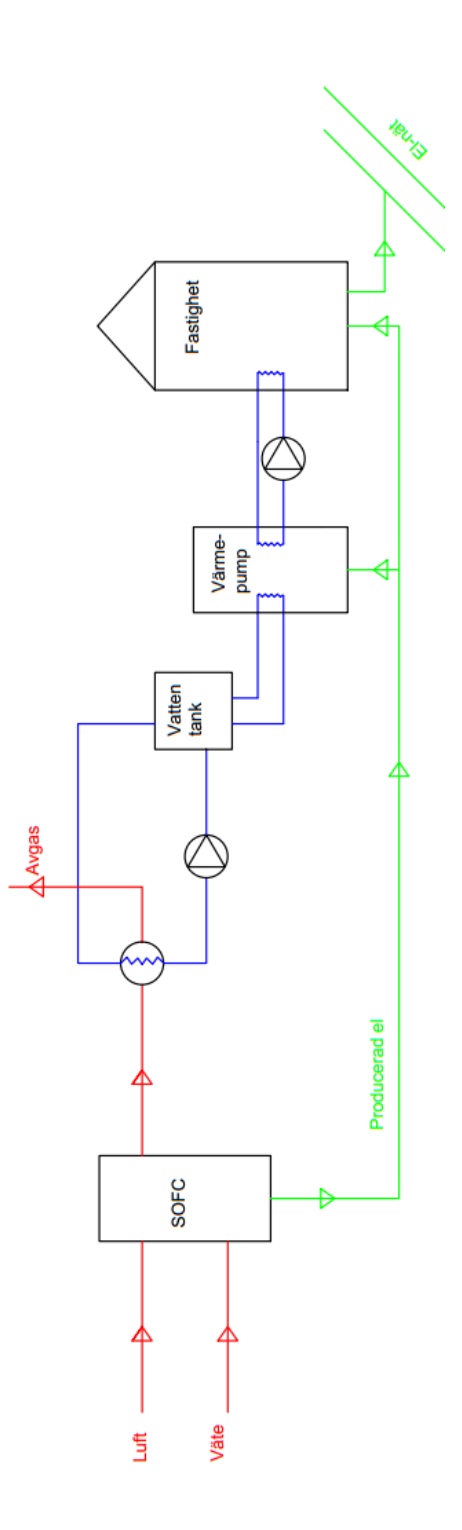 Luft
Väte
SOFC
Avgas
Producerad el
Vatten
tank
Värme-
pump
Fastighet
El-nät